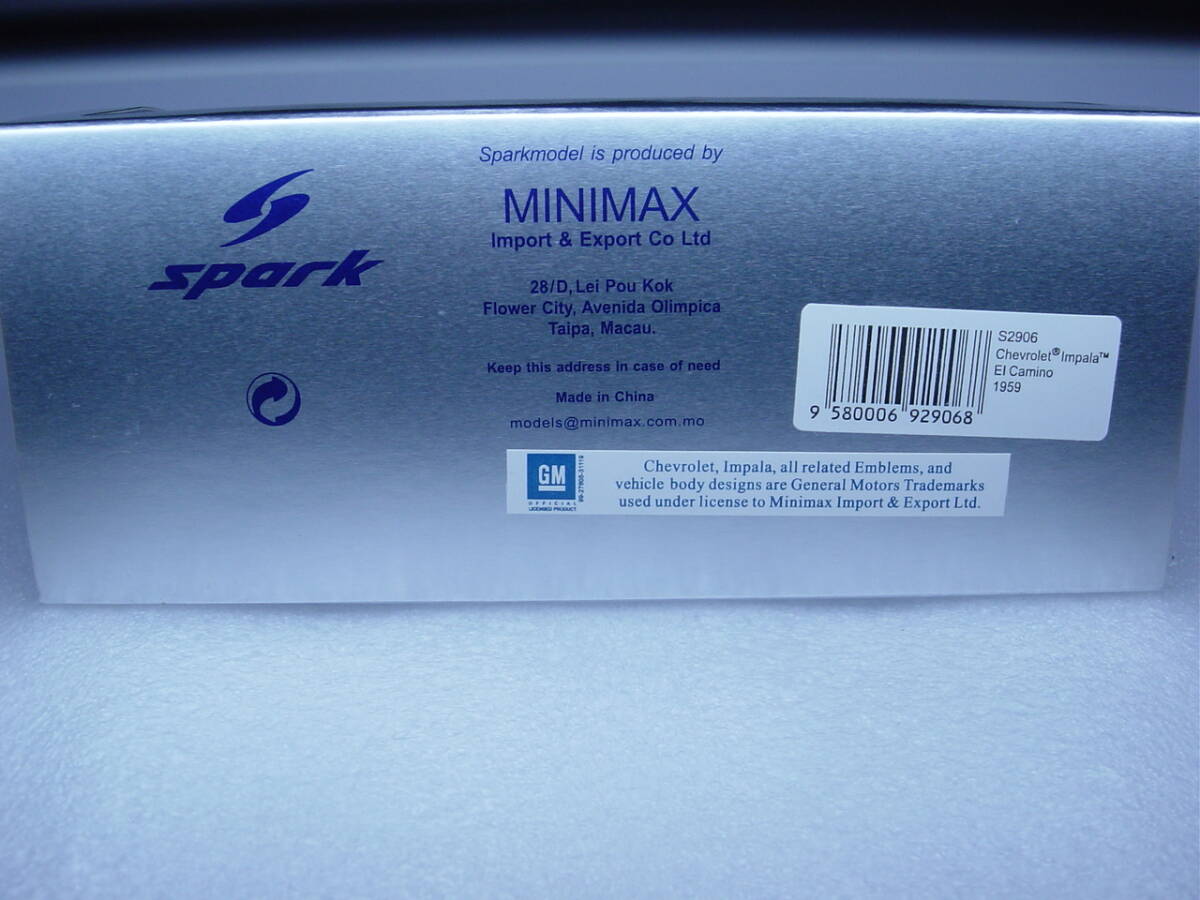 Sparkmodel is produced by
MINIMAX
Import & Export Co Ltd
spark
28/D, Lei Pou Kok
Flower City, Avenida Olimpica
Taipa, Macau.
Keep this address in case of need
Made in China
models@minimax.com.mo
S2906
Chevrolet® Impala™
El Camino
1959
9 580006 929068
GM
OFFICIAL
LICENSED PRODUCT
Chevrolet, Impala, all related Emblems, and
vehicle body designs are General Motors Trademarks
used under license to Minimax Import & Export Ltd.